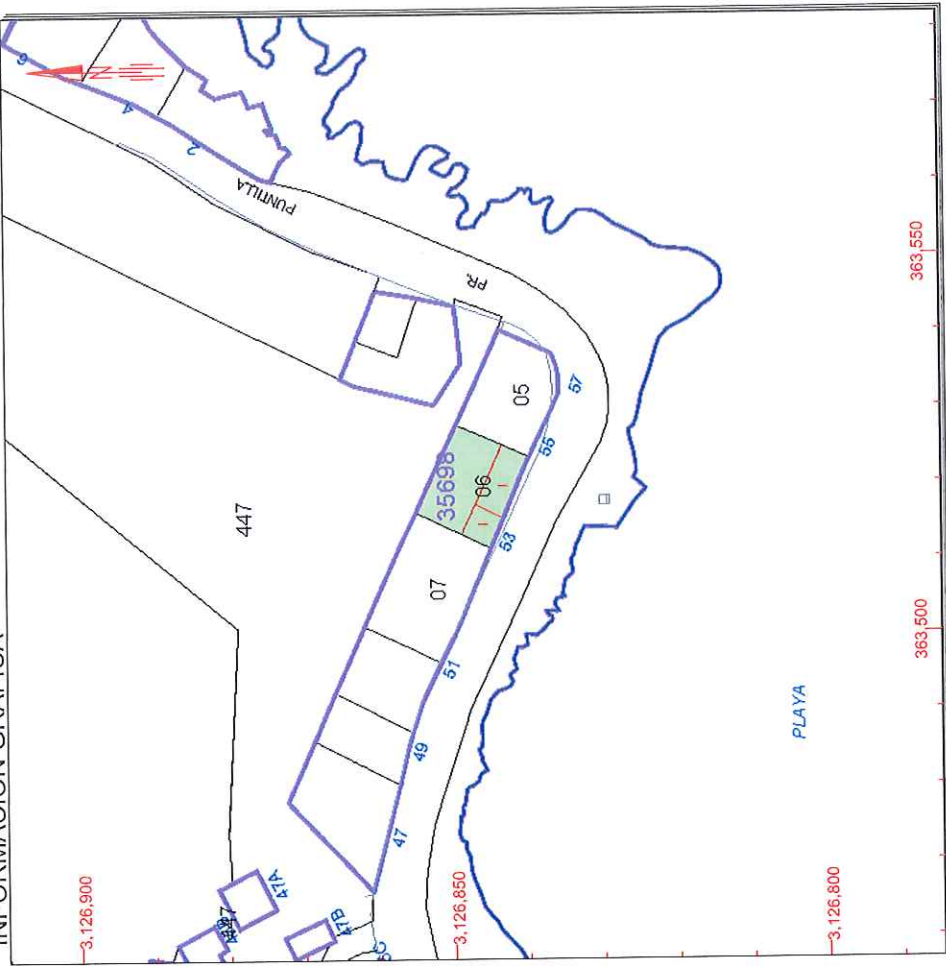 INFORMACIÓN GRÁFICA
6
4
2
N
PUNTILLA
PR.
447
35698
05
06
I
I
07
57
55
53
51
49
47
47A
47B
3,126,900
3,126,850
3,126,800
363,500
363,550
PLAYA